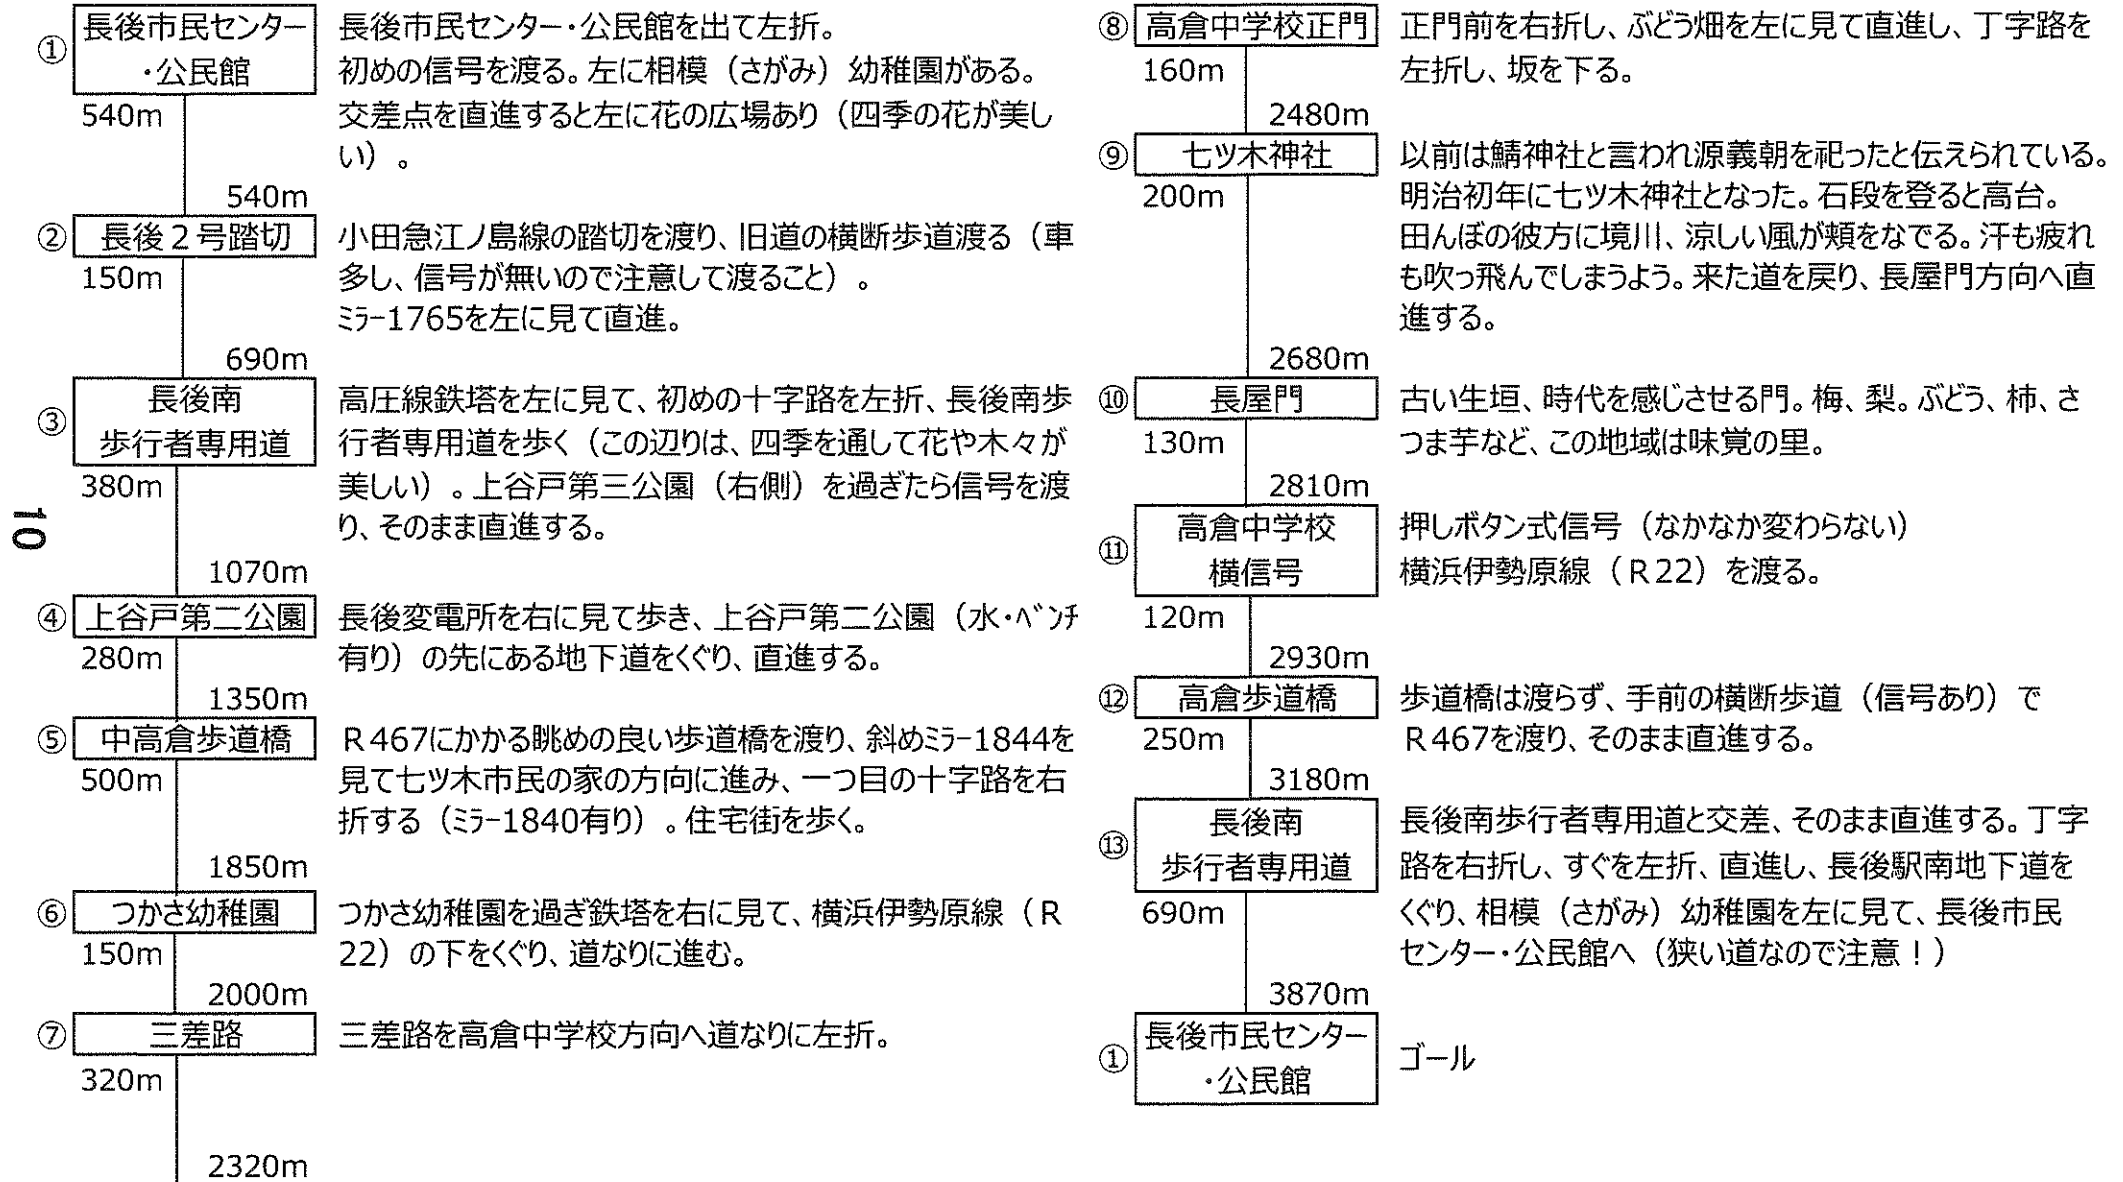 ① 長後市民センター
・公民館
長後市民センター・公民館を出て左折。
初めの信号を渡る。左に相模（さがみ）幼稚園がある。
交差点を直進すると左に花の広場あり（四季の花が美し
い）。
540m
540m
② 長後２号踏切
小田急江ノ島線の踏切を渡り、旧道の横断歩道渡る（車
多し、信号が無いので注意して渡ること）。
ﾐﾗｰ1765を左に見て直進。
150m
690m
③ 長後南
歩行者専用道
高圧線鉄塔を左に見て、初めの十字路を左折、長後南歩
行者専用道を歩く（この辺りは、四季を通して花や木々が
美しい）。上谷戸第三公園（右側）を過ぎたら信号を渡
り、そのまま直進する。
380m
1070m
④ 上谷戸第二公園
長後変電所を右に見て歩き、上谷戸第二公園（水・ﾍﾞﾝﾁ
有り）の先にある地下道をくぐり、直進する。
280m
1350m
⑤ 中高倉歩道橋
Ｒ467にかかる眺めの良い歩道橋を渡り、斜めﾐﾗｰ1844を
見て七ツ木市民の家の方向に進み、一つ目の十字路を右
折する（ﾐﾗｰ1840有り）。住宅街を歩く。
500m
1850m
⑥ つかさ幼稚園
つかさ幼稚園を過ぎ鉄塔を右に見て、横浜伊勢原線（Ｒ
22）の下をくぐり、道なりに進む。
150m
2000m
⑦ 三差路
三差路を高倉中学校方向へ道なりに左折。
320m
2320m
⑧ 高倉中学校正門
正門前を右折し、ぶどう畑を左に見て直進し、丁字路を
左折し、坂を下る。
160m
2480m
⑨ 七ツ木神社
以前は鯖神社と言われ源義朝を祀ったと伝えられている。
明治初年に七ツ木神社となった。石段を登ると高台。
田んぼの彼方に境川、涼しい風が頬をなでる。汗も疲れ
も吹っ飛んでしまうよう。来た道を戻り、長屋門方向へ直
進する。
200m
2680m
⑩ 長屋門
古い生垣、時代を感じさせる門。梅、梨。ぶどう、柿、さ
つま芋など、この地域は味覚の里。
130m
2810m
⑪ 高倉中学校
横信号
押しボタン式信号（なかなか変わらない）
横浜伊勢原線（Ｒ22）を渡る。
120m
2930m
⑫ 高倉歩道橋
歩道橋は渡らず、手前の横断歩道（信号あり）で
Ｒ467を渡り、そのまま直進する。
250m
3180m
⑬ 長後南
歩行者専用道
長後南歩行者専用道と交差、そのまま直進する。丁字
路を右折し、すぐを左折、直進し、長後駅南地下道を
くぐり、相模（さがみ）幼稚園を左に見て、長後市民
センター・公民館へ（狭い道なので注意！）
690m
3870m
① 長後市民センター
・公民館
ゴール
10